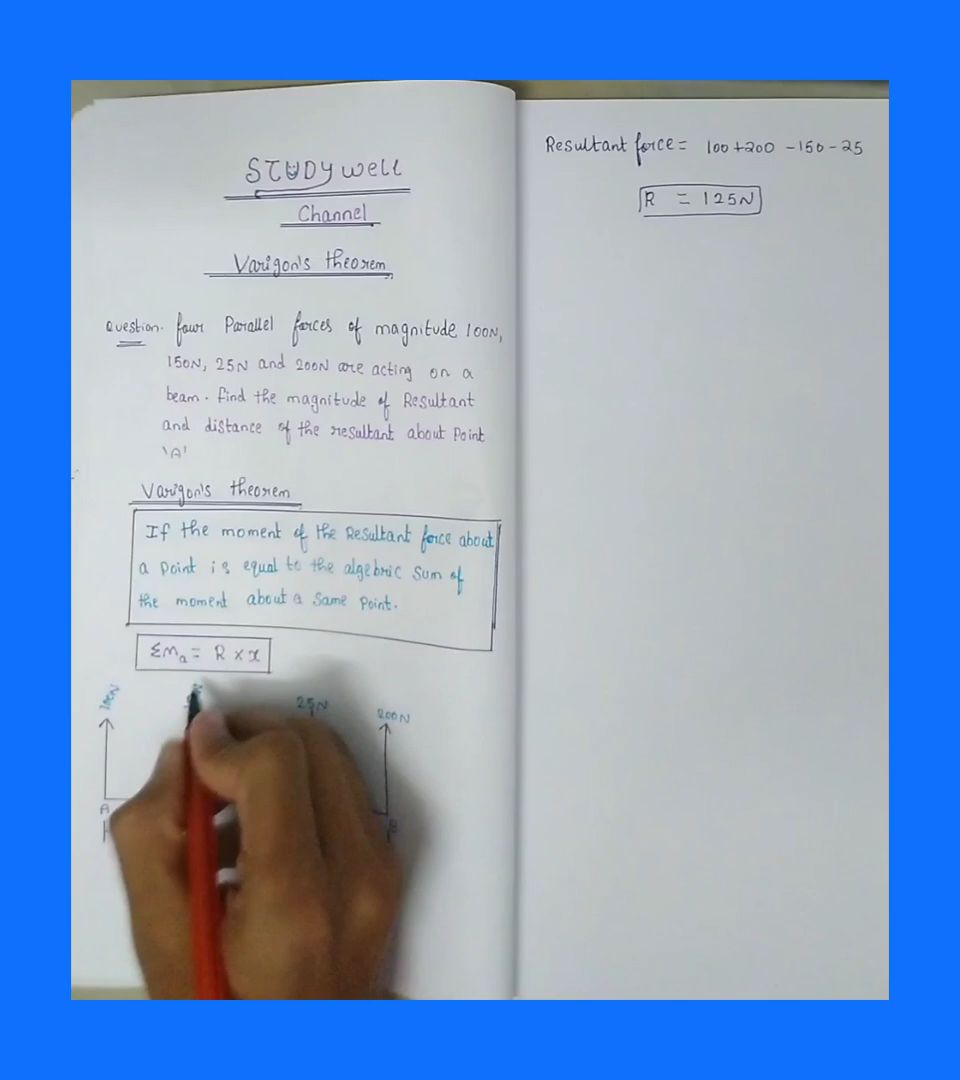 STUDY well
Channel
Varigon's theorem
Question. four Parallel forces of magnitude 100N,
150N, 25N and 200N are acting on a
beam. find the magnitude of Resultant
and distance of the resultant about Point
'A'
Varigon's theorem
If the moment of the Resultant force about
a point is equal to the algebric sum of
the moment about a same point.
ΣMa = R × x
100N
25N
200N
A
B
Resultant force = 100 + 200 - 150 - 25
R = 125N